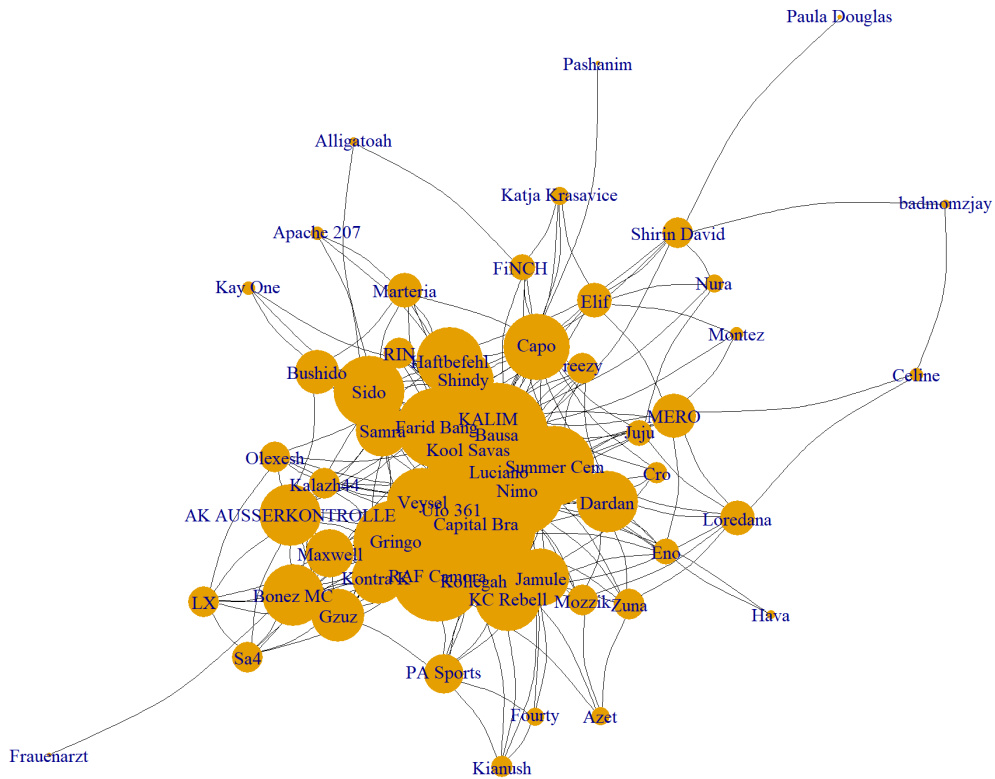 Paula Douglas
Pashanim
Alligatoah
Katja Krasavice
badmomzjay
Apache 207
Shirin David
FiNCH
Kay One
Marteria
Nura
Elif
Montez
RIN
Haftbefehl
Capo
Bushido
Shindy
reezy
Celine
Sido
KALIM
MERO
Samra
Farid Bang
Bausa
Juju
Kool Savas
Olexesh
Luciano
Summer Cem
Cro
Kalazh44
Nimo
Veysel
Ufo 361
Dardan
AK AUSSERKONTROLLE
Capital Bra
Loredana
Gringo
Maxwell
Eno
Kontra K
RAF Camora
Kollegah
Jamule
LX
Bonez MC
KC Rebell
Mozzik
Zuna
Gzuz
Hava
Sa4
PA Sports
Fourty
Azet
Frauenarzt
Kianush